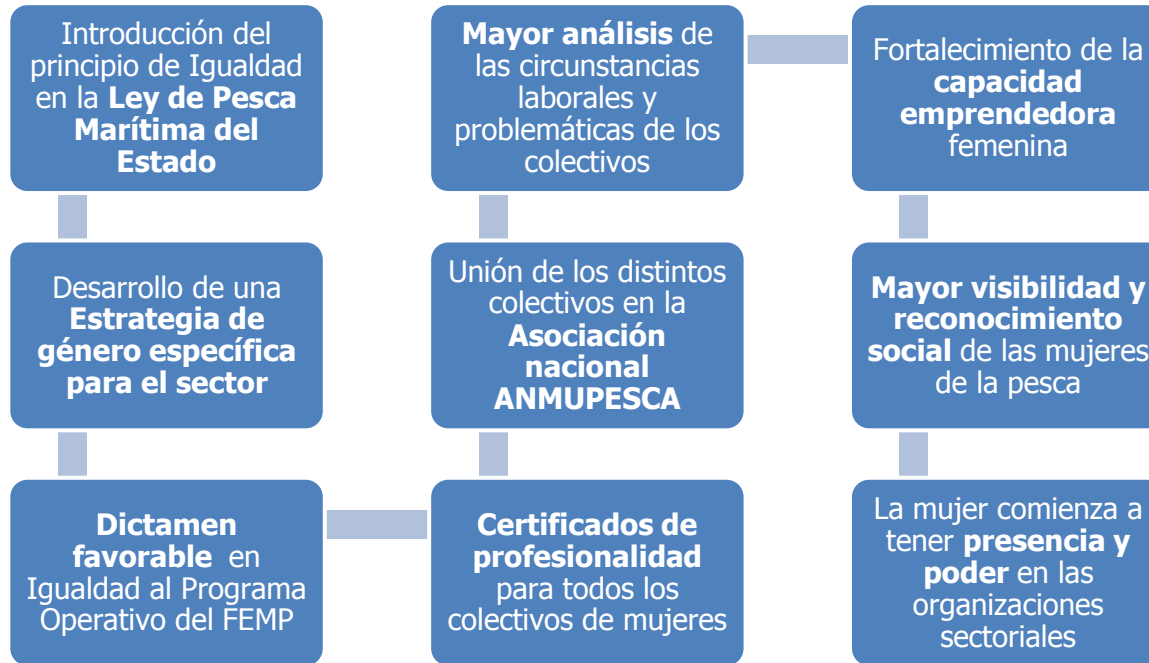 Introducción del
principio de Igualdad
en la Ley de Pesca
Marítima del
Estado
Desarrollo de una
Estrategia de
género específica
para el sector
Dictamen
favorable en
Igualdad al Programa
Operativo del FEMP
Certificados de
profesionalidad
para todos los
colectivos de mujeres
Unión de los distintos
colectivos en la
Asociación
nacional
ANMUPESCA
Mayor análisis de
las circunstancias
laborales y
problemáticas de los
colectivos
Fortalecimiento de la
capacidad
emprendedora
femenina
Mayor visibilidad y
reconocimiento
social de las mujeres
de la pesca
La mujer comienza a
tener presencia y
poder en las
organizaciones
sectoriales